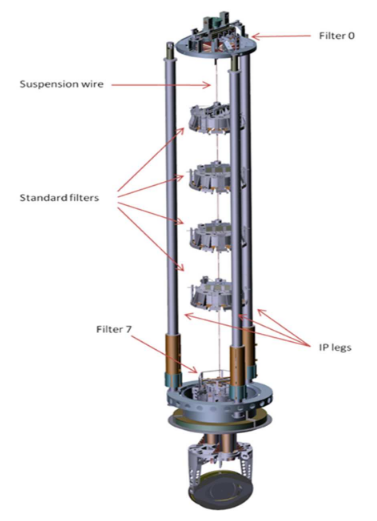 Filter 0
Suspension wire
Standard filters
Filter 7
IP legs